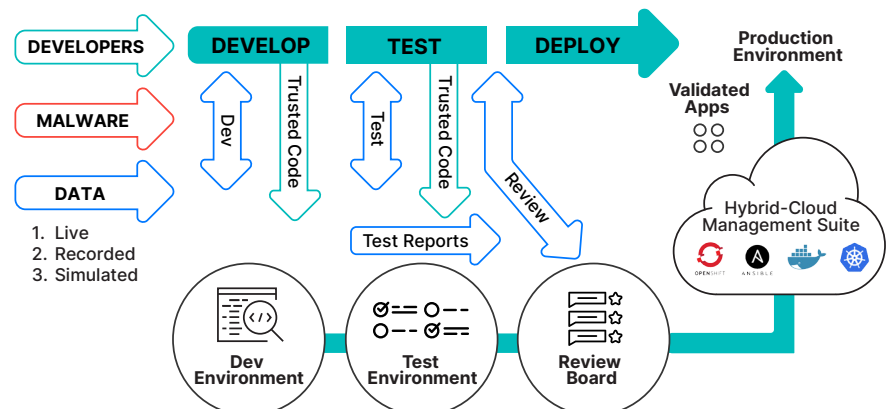 DEVELOPERS
DEVELOP
TEST
DEPLOY
Production
Environment
MALWARE
Dev
Trusted Code
Test
Trusted Code
Review
Validated
Apps
DATA
1. Live
2. Recorded
3. Simulated
Test Reports
Hybrid-Cloud
Management Suite
OPENSHIFT
ANSIBLE
</>
Dev
Environment
Test
Environment
Review
Board